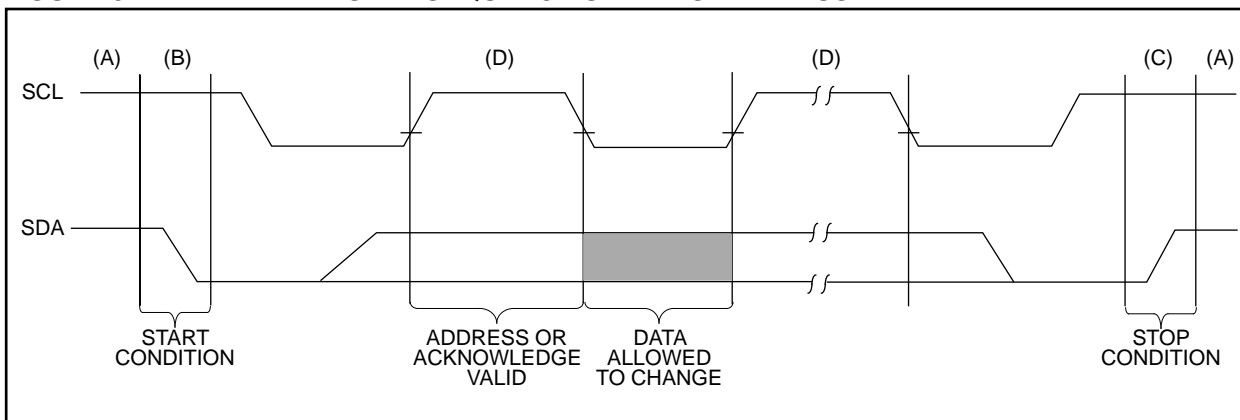 (A) (B) (D) (D) (C) (A)
SCL
SDA
START
CONDITION
ADDRESS OR
ACKNOWLEDGE
VALID
DATA
ALLOWED
TO CHANGE
STOP
CONDITION